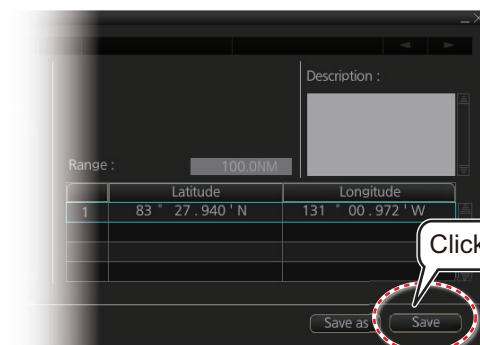 Description :
Range : 100.0NM
Latitude Longitude
1 83 ° 27 . 940 ' N 131 ° 00 . 972 ' W
Click
Save as Save